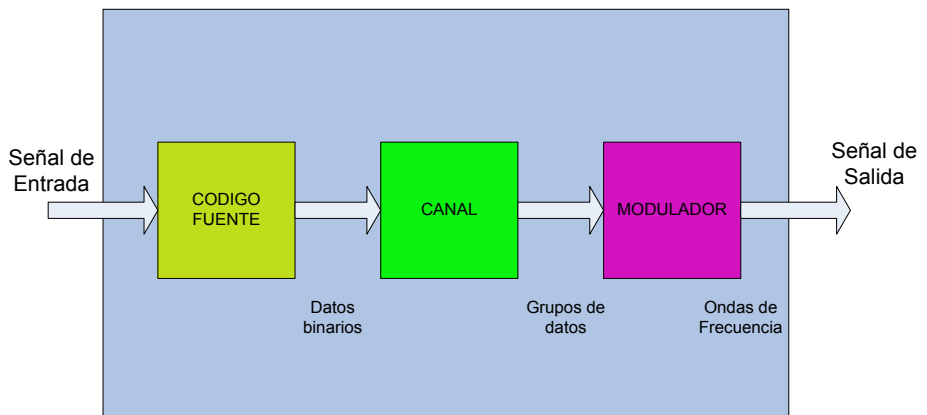 Señal de
Entrada
CODIGO
FUENTE
CANAL
MODULADOR
Señal de
Salida
Datos
binarios
Grupos de
datos
Ondas de
Frecuencia